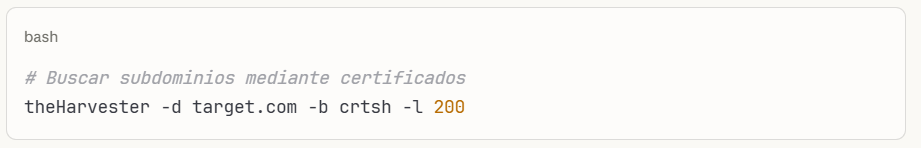 bash
# Buscar subdominios mediante certificados
theHarvester -d target.com -b crtsh -l 200